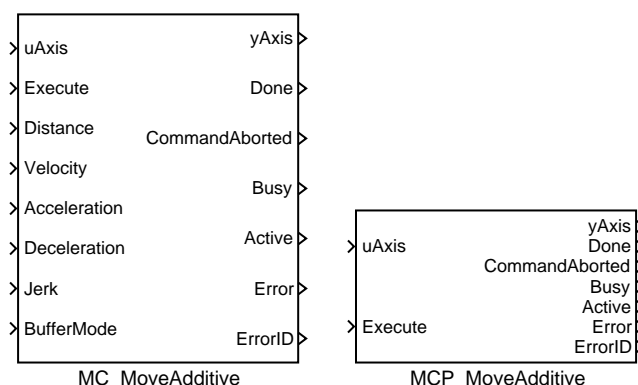 uAxis
Execute
Distance
Velocity
Acceleration
Deceleration
Jerk
BufferMode
yAxis
Done
CommandAborted
Busy
Active
Error
ErrorID
MC_MoveAdditive
uAxis
Execute
yAxis
Done
CommandAborted
Busy
Active
Error
ErrorID
MCP_MoveAdditive